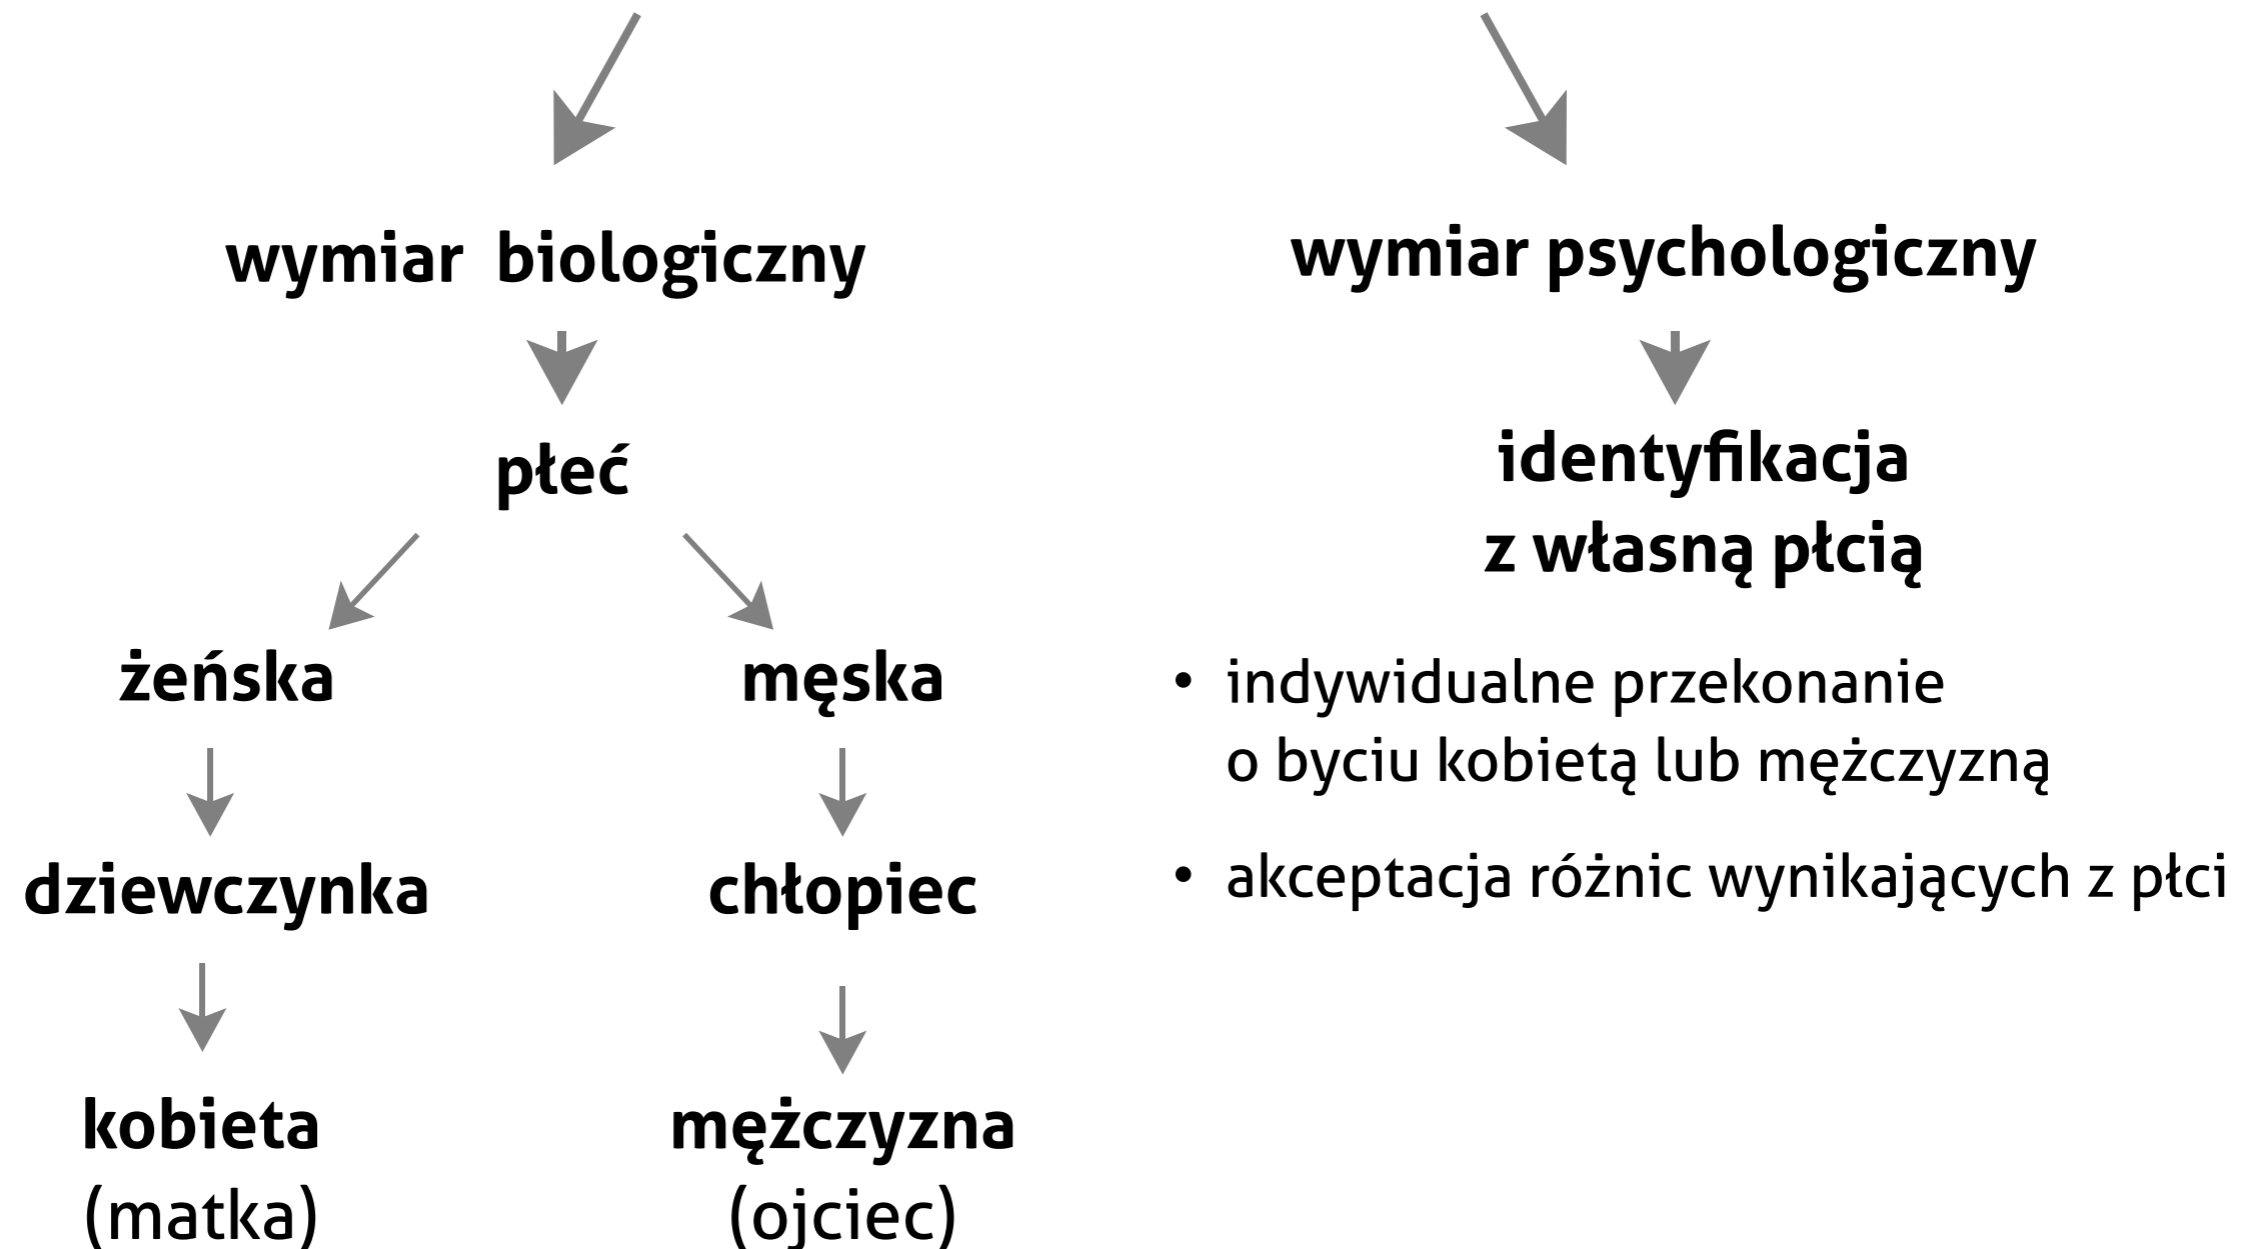 wymiar biologiczny
wymiar psychologiczny
płeć
identyfikacja
z własną płcią
żeńska
męska
• indywidualne przekonanie
o byciu kobietą lub mężczyzną
dziewczynka
chłopiec
• akceptacja różnic wynikających z płci
kobieta
(matka)
mężczyzna
(ojciec)